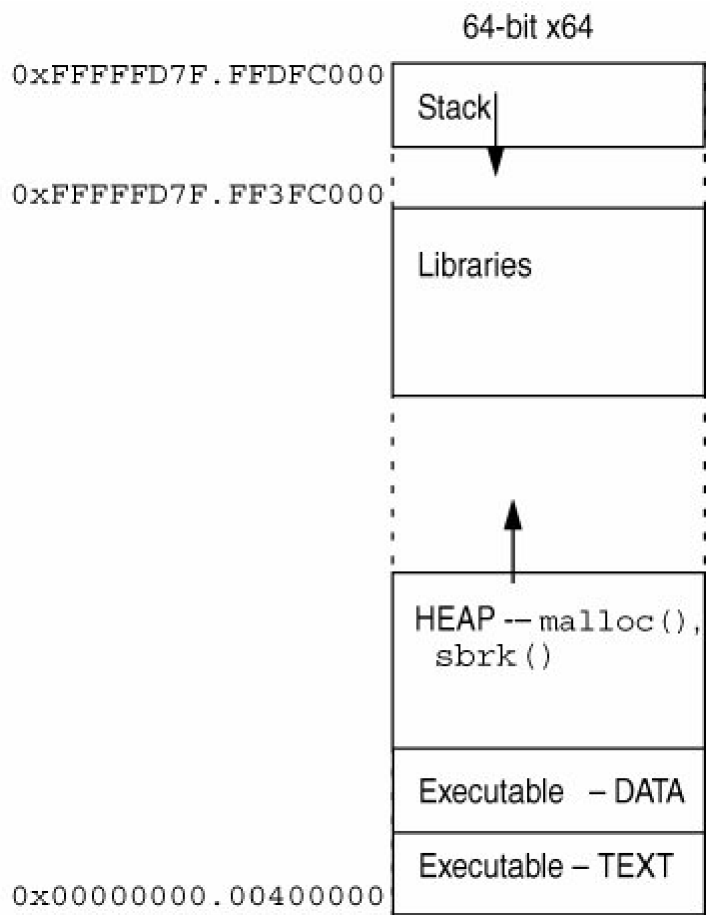 64-bit x64
0xFFFFFD7F.FFDFC000
Stack
0xFFFFFD7F.FF3FC000
Libraries
HEAP -– malloc(),
sbrk()
Executable – DATA
Executable – TEXT
0x00000000.00400000